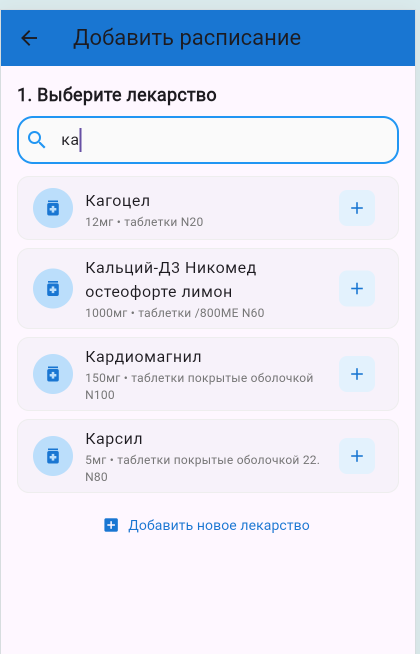 Добавить расписание
1. Выберите лекарство
ка
Кагоцел
12мг • таблетки N20
Кальций-Д3 Никомед
остеофорте лимон
1000мг • таблетки /800МЕ N60
Кардиомагнил
150мг • таблетки покрытые оболочкой
N100
Карсил
5мг • таблетки покрытые оболочкой 22.
N80
Добавить новое лекарство